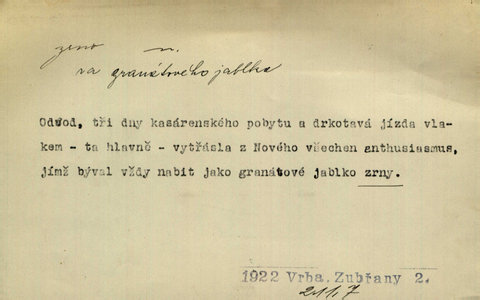 zrno n.
va granátového jablka
Odvod, tři dny kasárenského pobytu a drkotavá jízda vla-
kem - ta hlavně - vytřásla z Nového všechen enthusiasmus,
jímž býval vždy nabit jako granátové jablko zrny.
1922 Vrba, Zubřany 2.